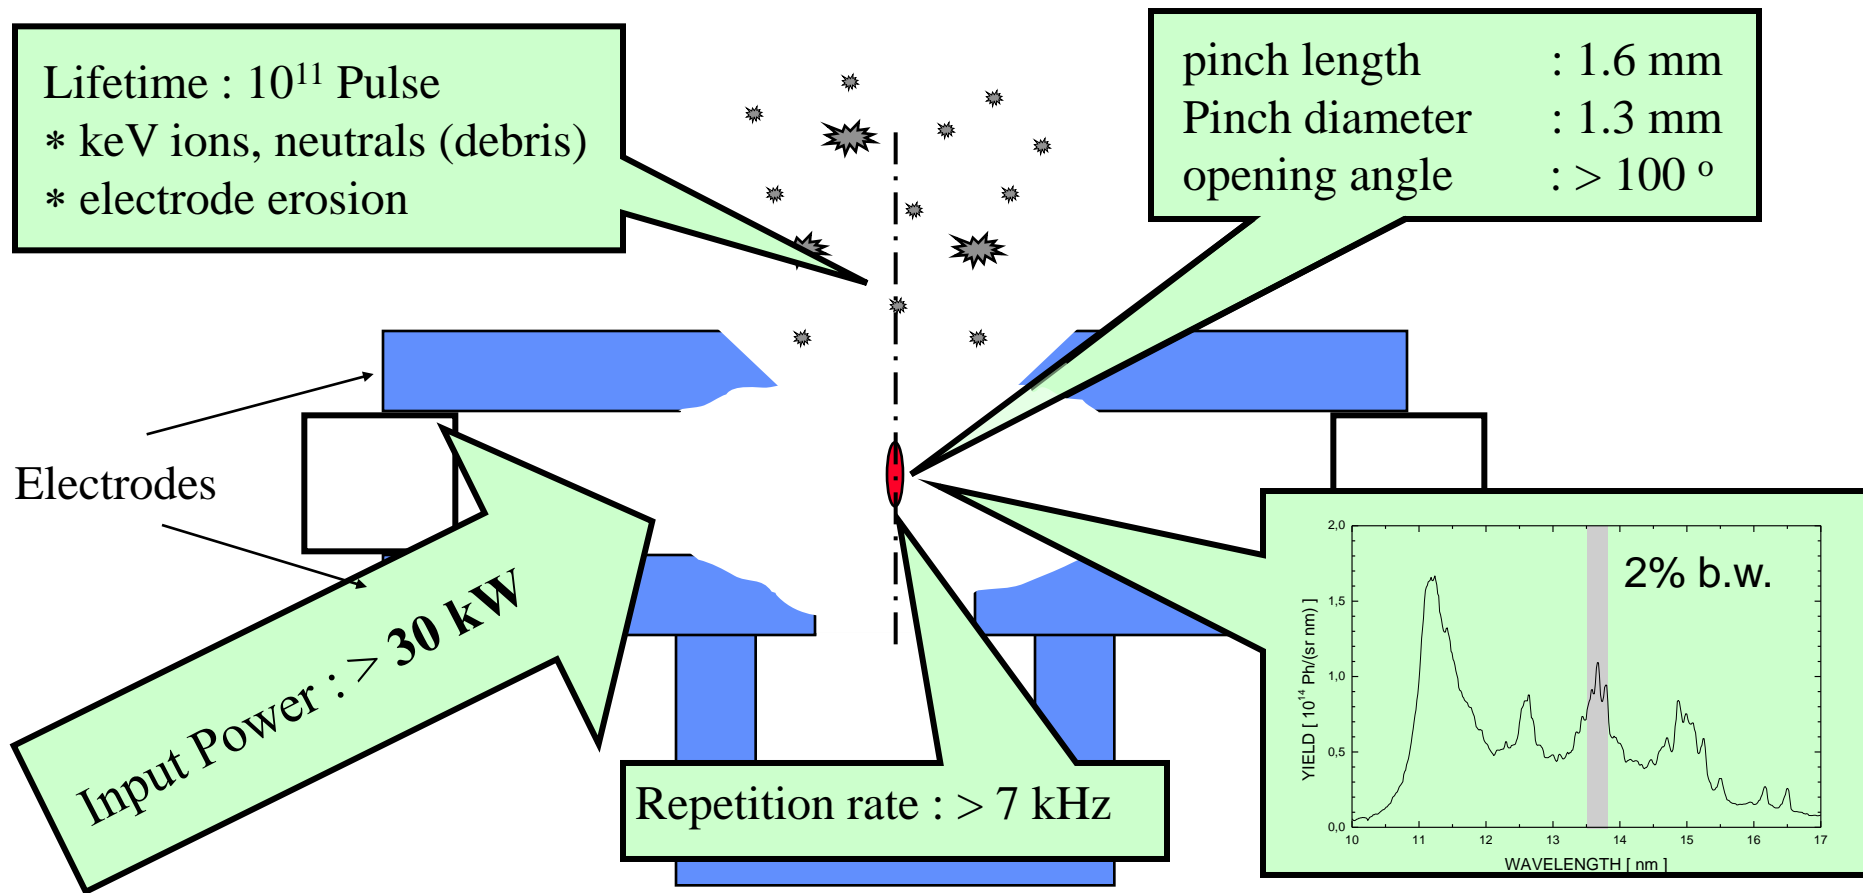 Lifetime : 10¹¹ Pulse
* keV ions, neutrals (debris)
* electrode erosion
pinch length : 1.6 mm
Pinch diameter : 1.3 mm
opening angle : > 100 º
Electrodes
Input Power : > 30 kW
Repetition rate : > 7 kHz
2% b.w.
YIELD [ 10¹⁴ Ph/(sr nm) ]
2,0
1,5
1,0
0,5
0,0
10 11 12 13 14 15 16 17
WAVELENGTH [ nm ]